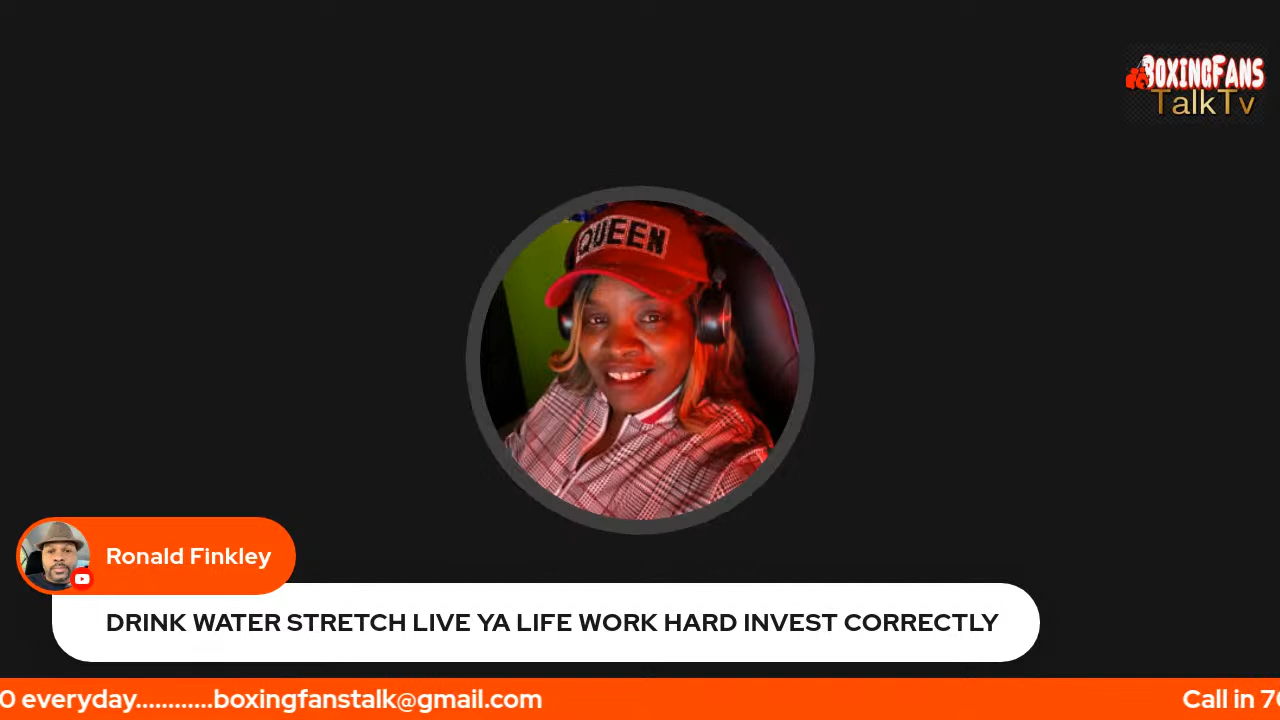 BOXINGFANS
TalkTv
QUEEN
Ronald Finkley
DRINK WATER STRETCH LIVE YA LIFE WORK HARD INVEST CORRECTLY
0 everyday............boxingfanstalk@gmail.com
Call in 70